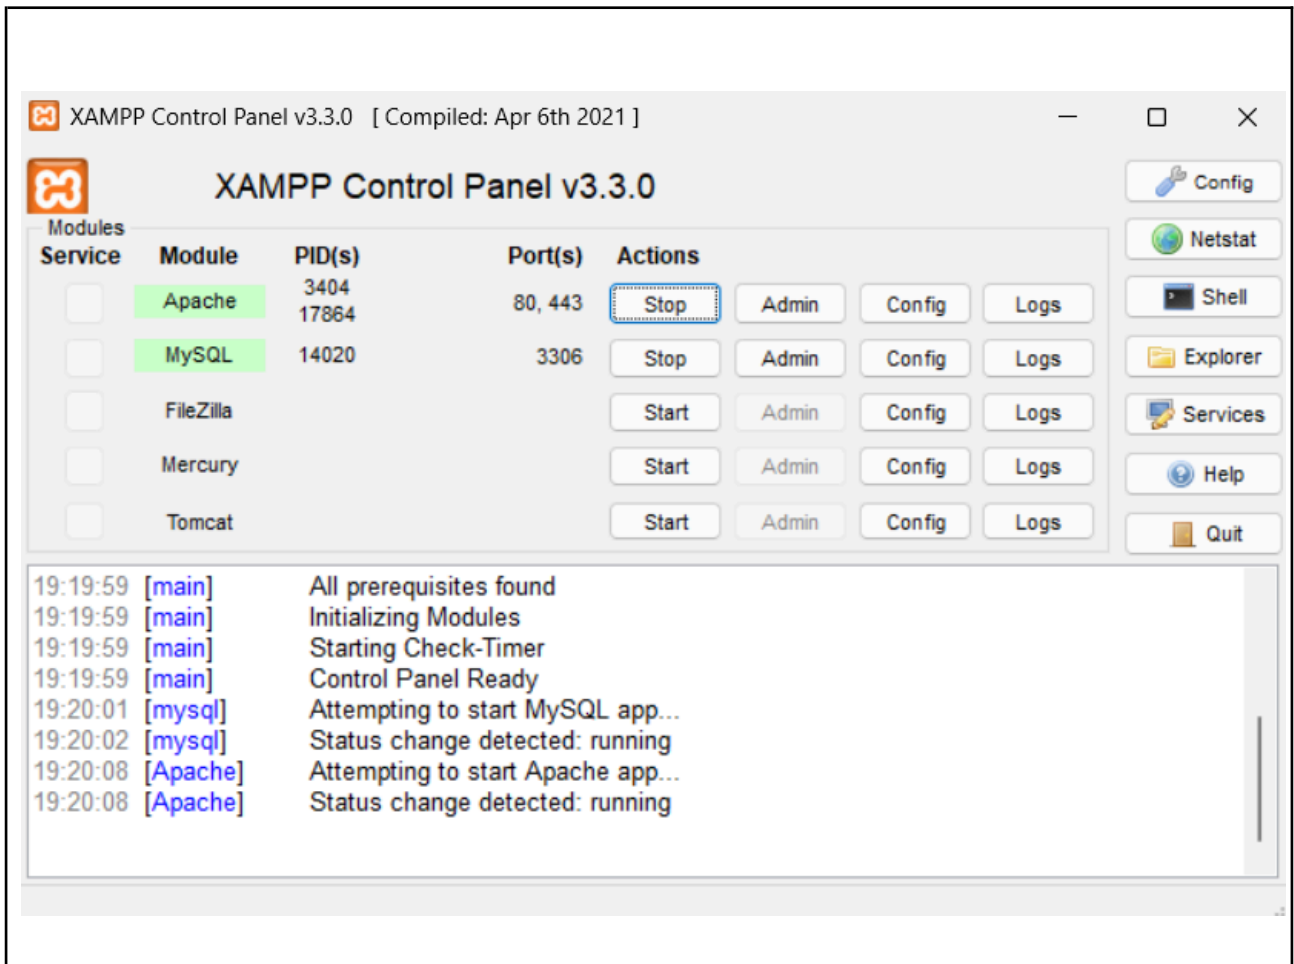 XAMPP Control Panel v3.3.0 [ Compiled: Apr 6th 2021 ]
XAMPP Control Panel v3.3.0
Config
Modules
Service Module PID(s) Port(s) Actions
Netstat
Apache 3404 17864 80, 443 Stop Admin Config Logs
Shell
MySQL 14020 3306 Stop Admin Config Logs
Explorer
FileZilla Start Admin Config Logs
Services
Mercury Start Admin Config Logs
Help
Tomcat Start Admin Config Logs
Quit
19:19:59 [main] All prerequisites found
19:19:59 [main] Initializing Modules
19:19:59 [main] Starting Check-Timer
19:19:59 [main] Control Panel Ready
19:20:01 [mysql] Attempting to start MySQL app...
19:20:02 [mysql] Status change detected: running
19:20:08 [Apache] Attempting to start Apache app...
19:20:08 [Apache] Status change detected: running